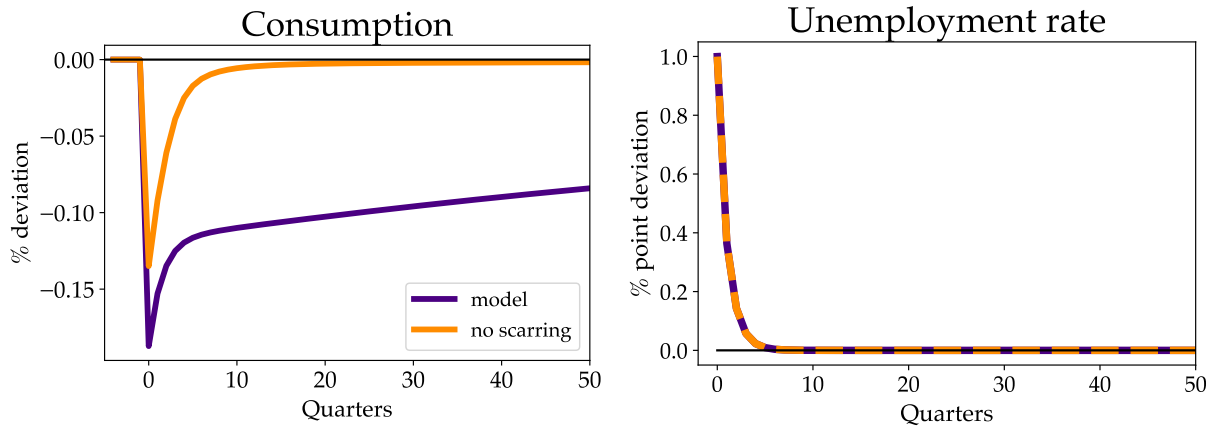 Consumption
% deviation
0.00
−0.05
−0.10
−0.15
model
no scarring
0
10
20
30
40
50
Quarters
Unemployment rate
% point deviation
1.0
0.8
0.6
0.4
0.2
0.0
0
10
20
30
40
50
Quarters